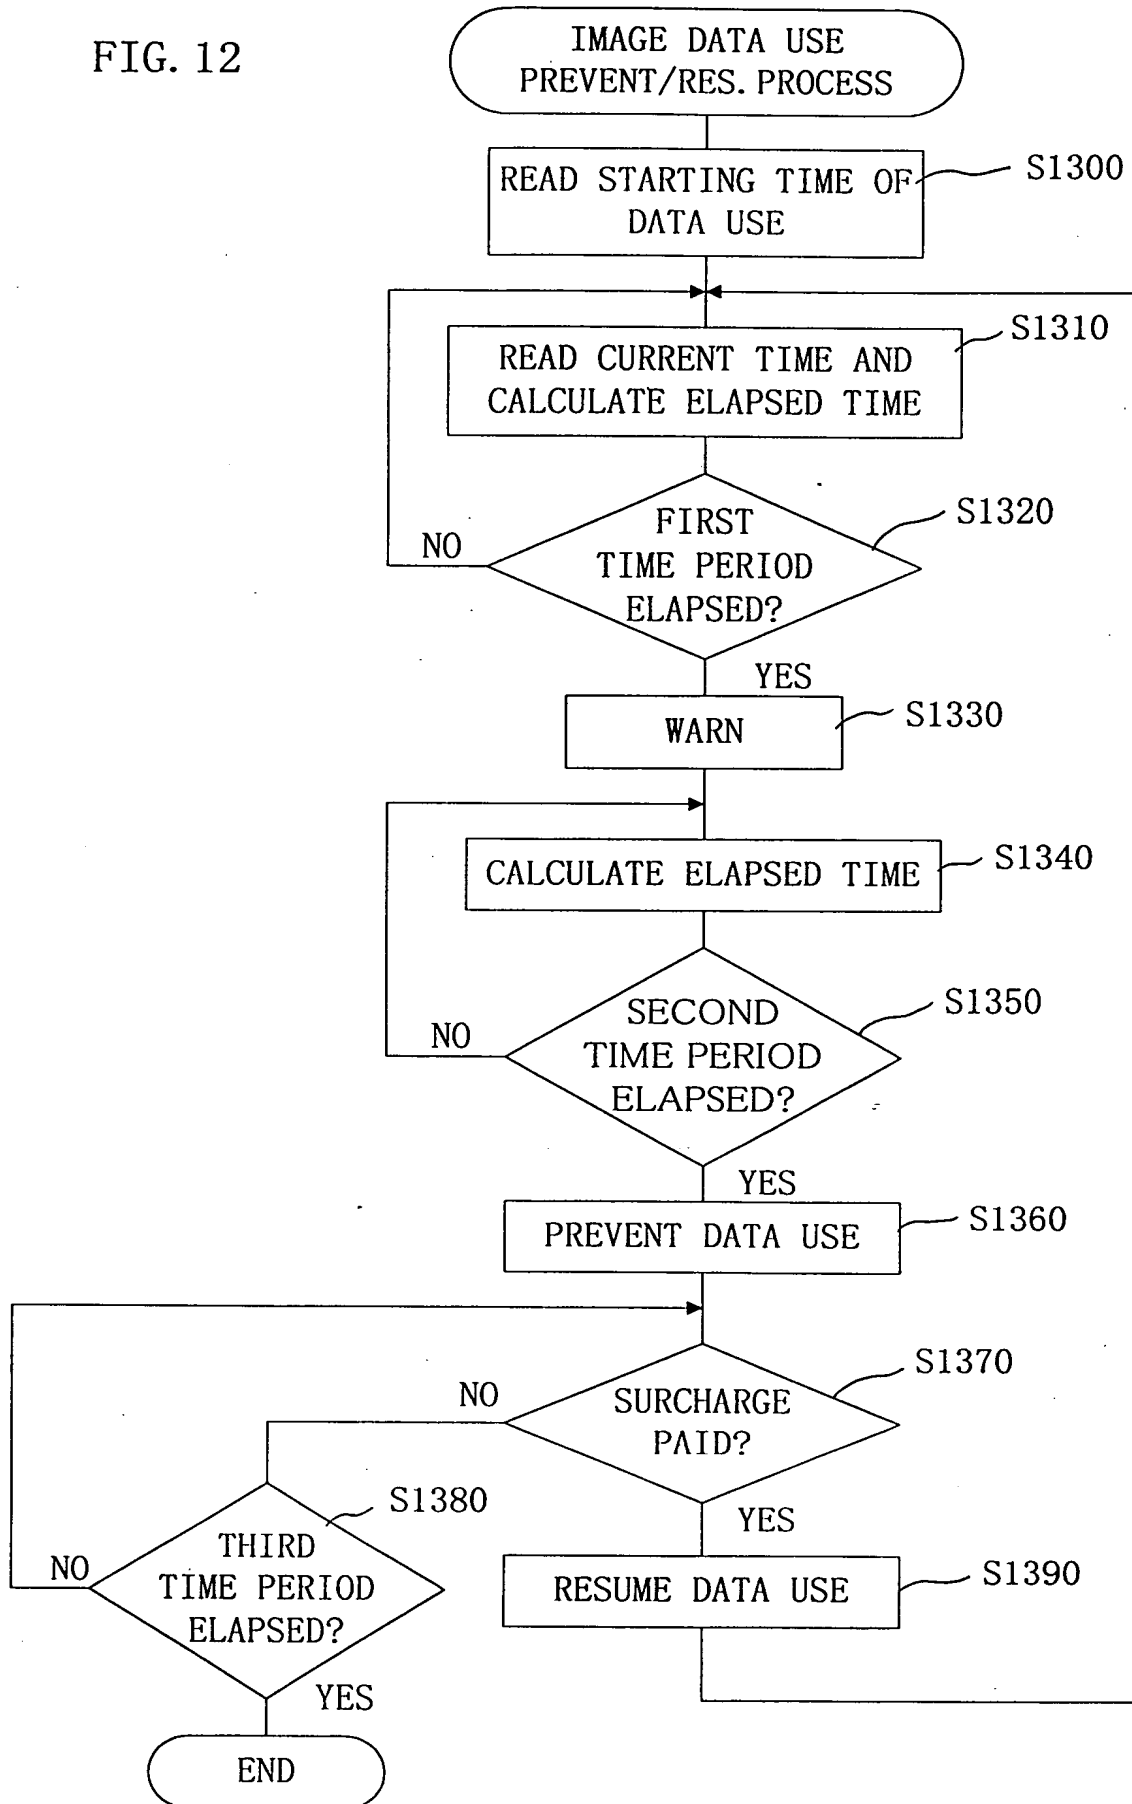 FIG. 12
IMAGE DATA USE
PREVENT/RES. PROCESS
READ STARTING TIME OF
DATA USE
S1300
READ CURRENT TIME AND
CALCULATE ELAPSED TIME
S1310
FIRST
TIME PERIOD
ELAPSED?
S1320
NO
YES
WARN
S1330
CALCULATE ELAPSED TIME
S1340
SECOND
TIME PERIOD
ELAPSED?
S1350
NO
YES
PREVENT DATA USE
S1360
SURCHARGE
PAID?
S1370
NO
YES
THIRD
TIME PERIOD
ELAPSED?
S1380
NO
YES
RESUME DATA USE
S1390
END